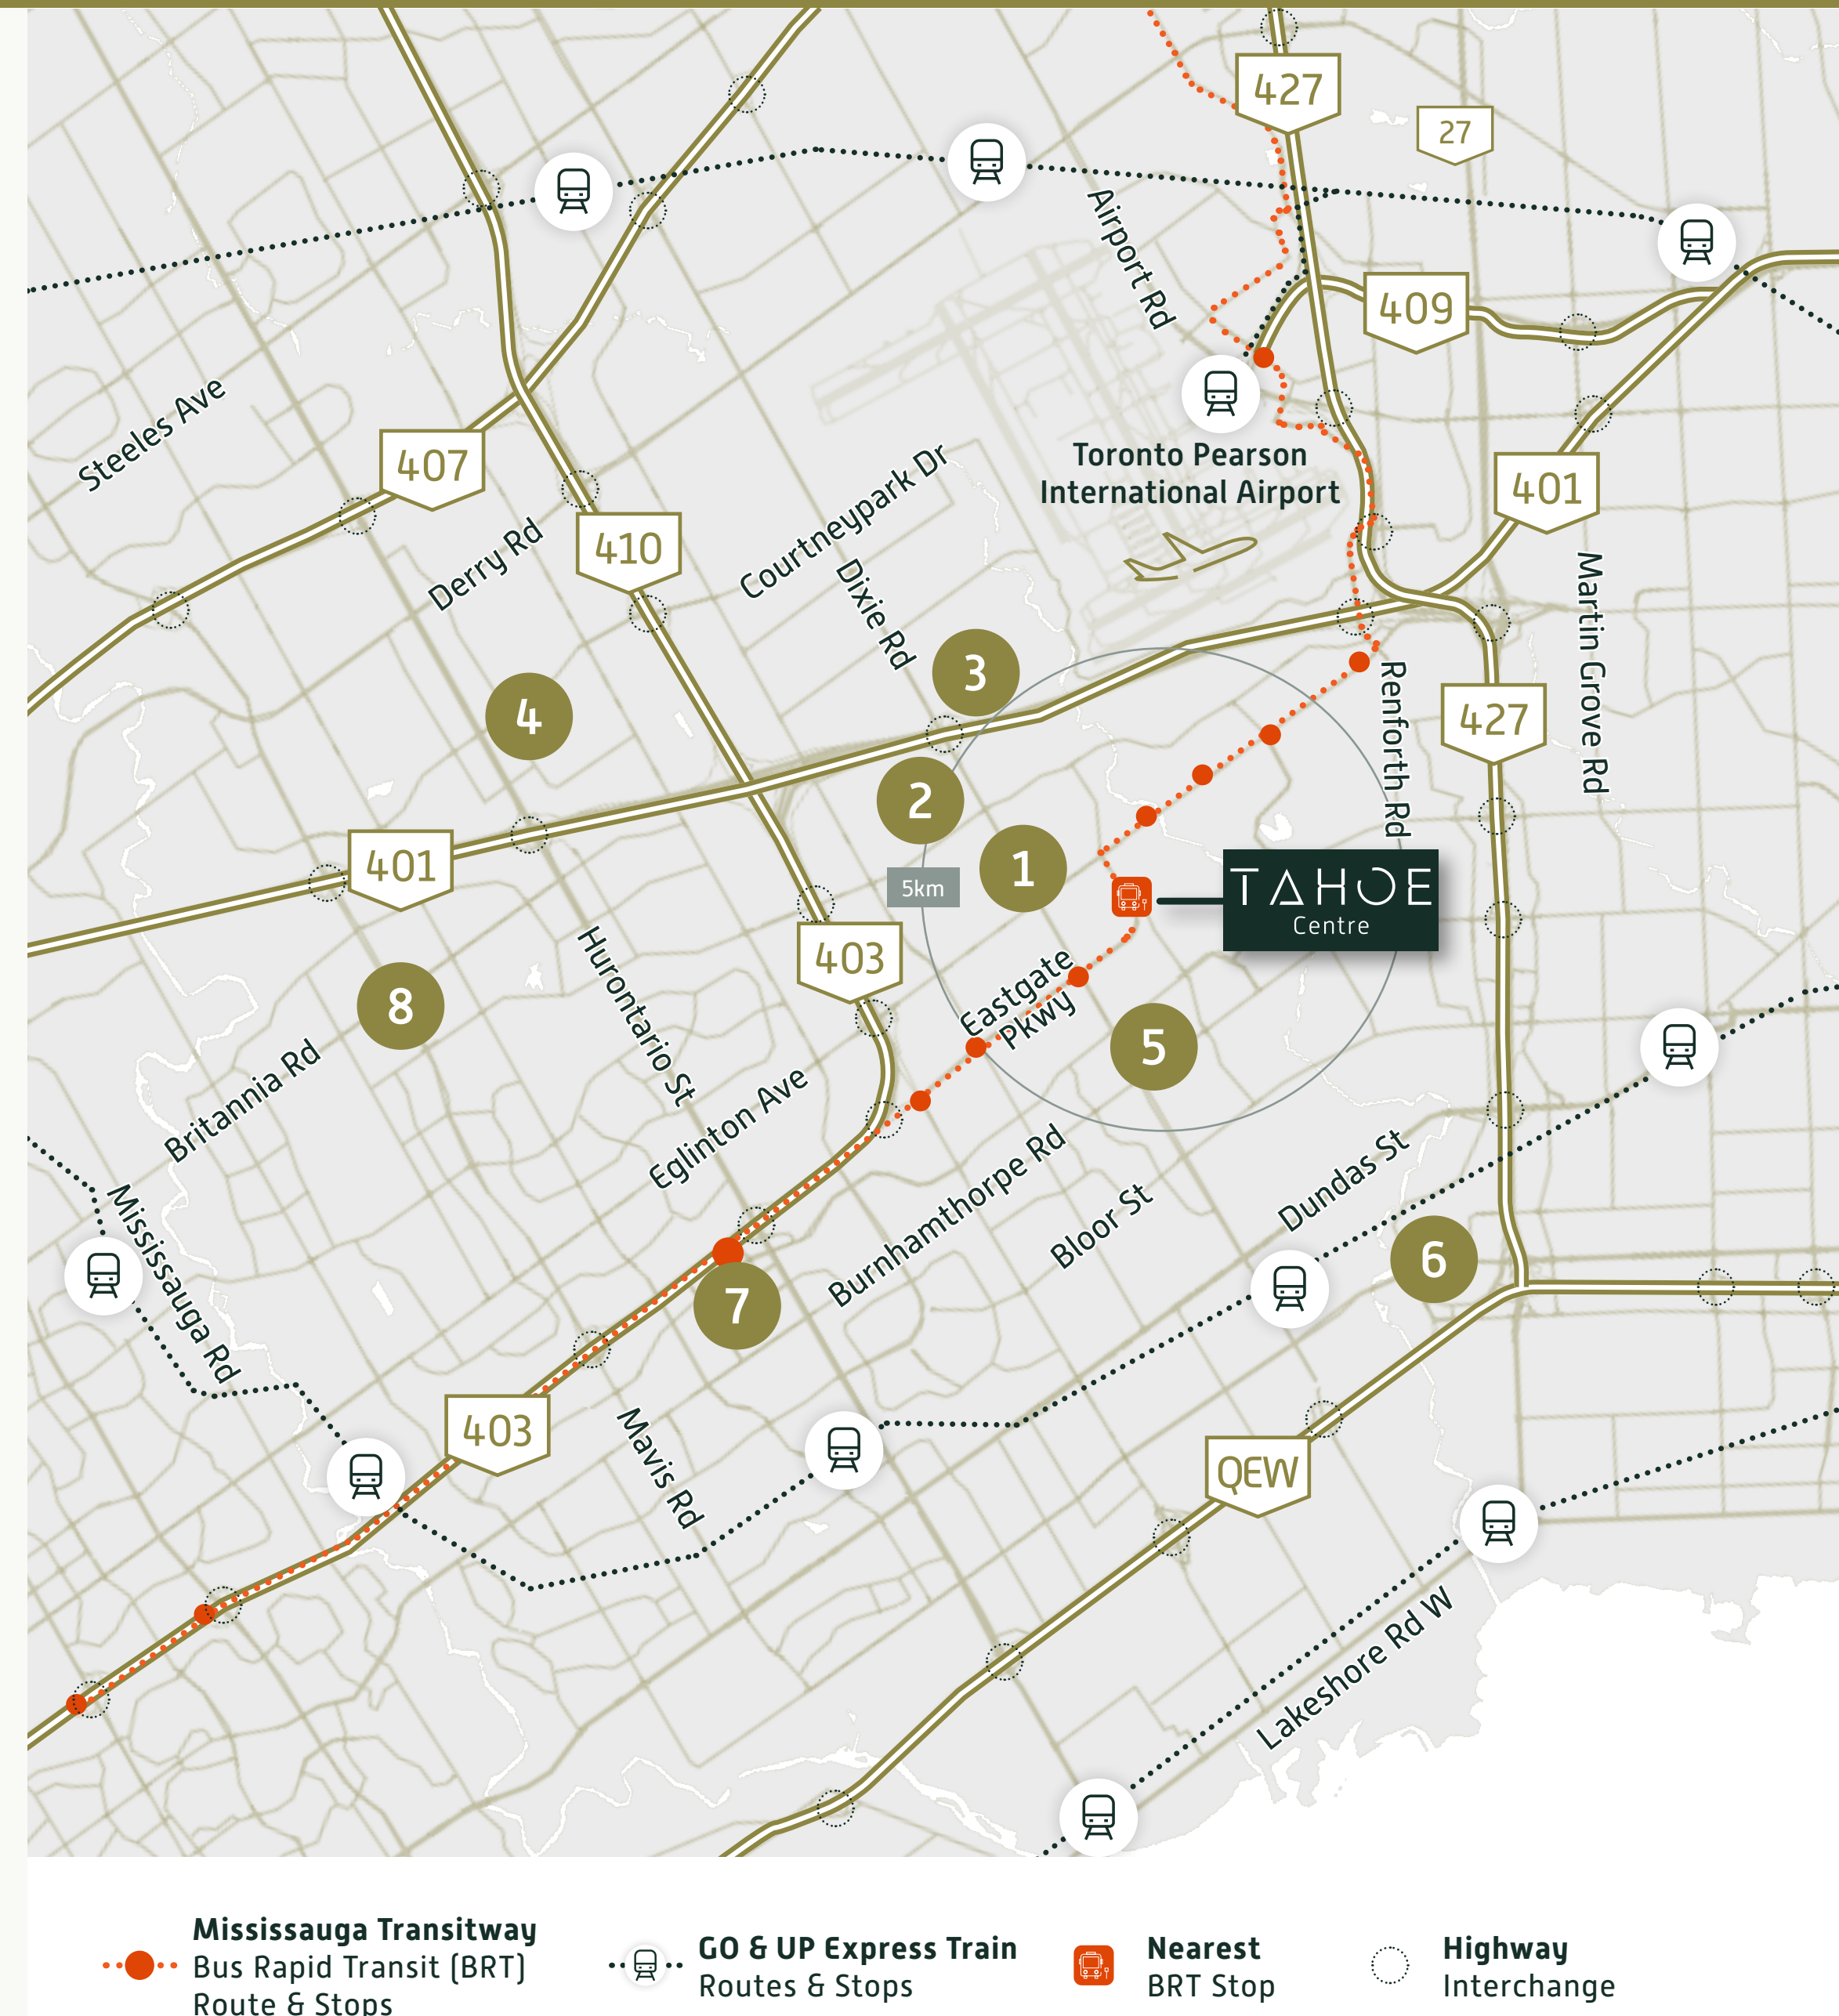 427
27
Airport Rd
409
Steeles Ave
407
Toronto Pearson
International Airport
401
Courtneypark Dr
410
Derry Rd
Dixie Rd
Martin Grove Rd
3
4
Renforth Rd
427
2
401
1
5km
TAHOE
Centre
403
Hurontario St
8
Eastgate
Pkwy
5
Britannia Rd
Eglinton Ave
Burnhamthorpe Rd
Dundas St
Bloor St
Mississauga Rd
6
7
403
Mavis Rd
QEW
Lakeshore Rd W
Mississauga Transitway
Bus Rapid Transit (BRT)
Route & Stops
GO & UP Express Train
Routes & Stops
Nearest
BRT Stop
Highway
Interchange